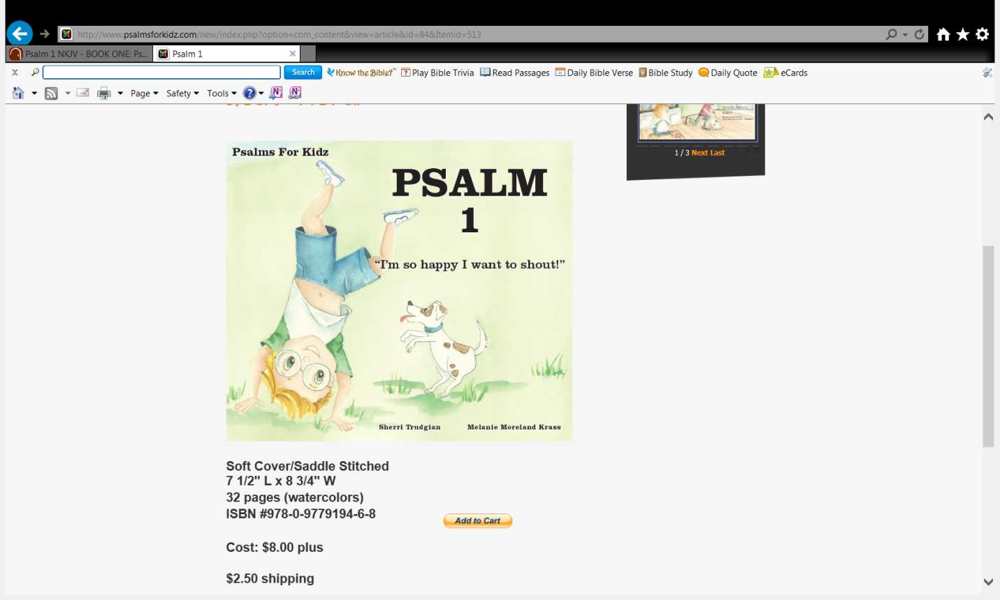 http://www.psalmsforkidz.com/new/index.php?option=com_content&view=article&id=84&Itemid=513
Psalm 1 NKJV - BOOK ONE: Ps... Psalm 1
Search Know the Bible?™ Play Bible Trivia Read Passages Daily Bible Verse Bible Study Daily Quote eCards
Page Safety Tools
1 / 3 Next Last
Psalms For Kidz
PSALM
1
“I’m so happy I want to shout!”
Sherri Trudgian Melanie Moreland Krass
Soft Cover/Saddle Stitched
7 1/2" L x 8 3/4" W
32 pages (watercolors)
ISBN #978-0-9779194-6-8
Add to Cart
Cost: $8.00 plus
$2.50 shipping